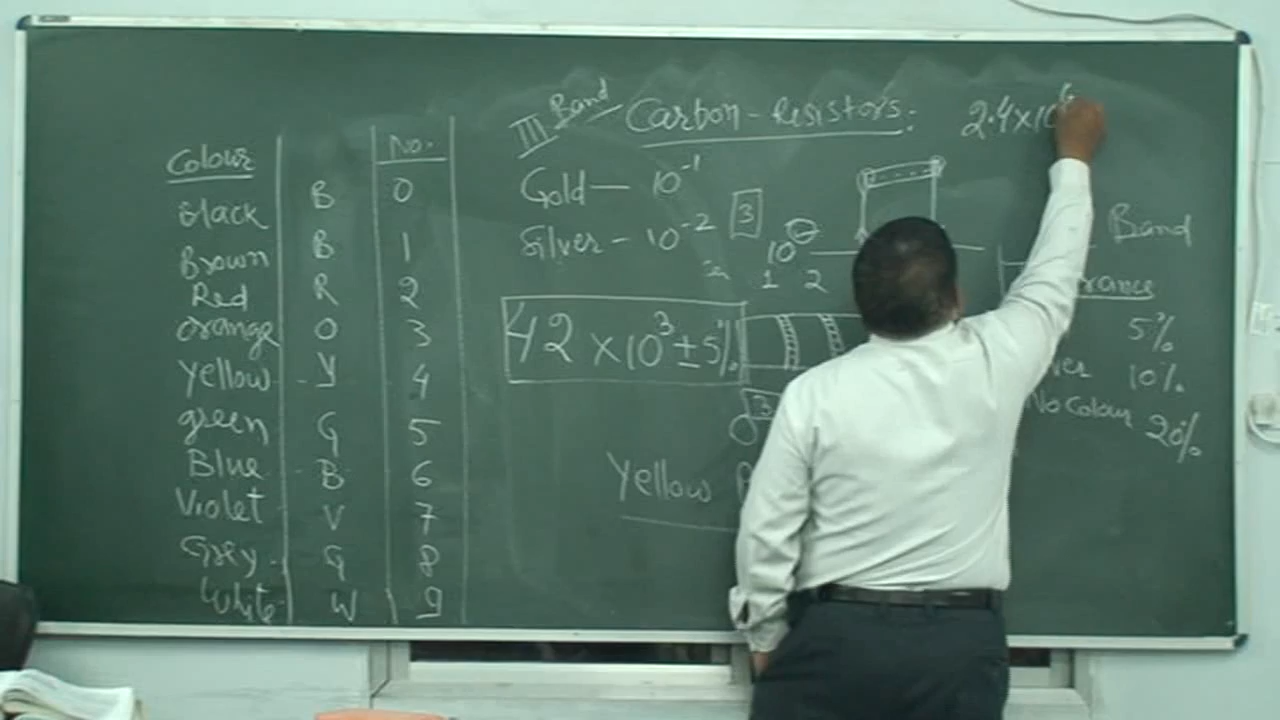 III Band Carbon-Resistors: 2.4×10
Colour No.
Black B 0
Brown B 1
Red R 2
orange O 3
yellow Y 4
green G 5
Blue B 6
Violet V 7
Grey G 8
White W 9
Gold — 10⁻¹
Silver - 10⁻²
3
10
1 2
42 ×10³ ±5%
3
Yellow
Band
5%
10%
No Colour 20%